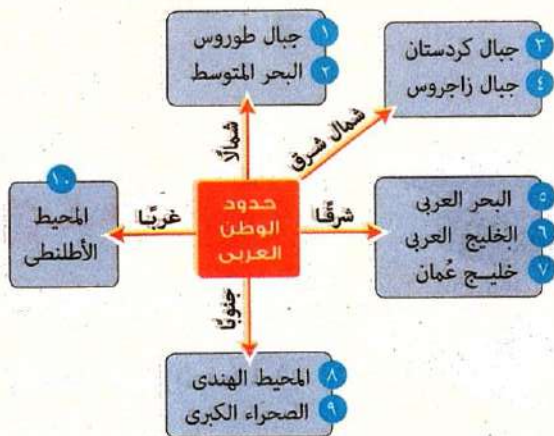 ١ جبال طوروس
٢ البحر المتوسط
٣ جبال كردستان
٤ جبال زاجروس
شمالًا
شمال شرق
١٠
المحيط
الأطلنطى
غربًا
حدود
الوطن
العربى
شرقًا
٥ البحر العربى
٦ الخليج العربى
٧ خليج عُمان
جنوبًا
٨ المحيط الهندى
٩ الصحراء الكبرى